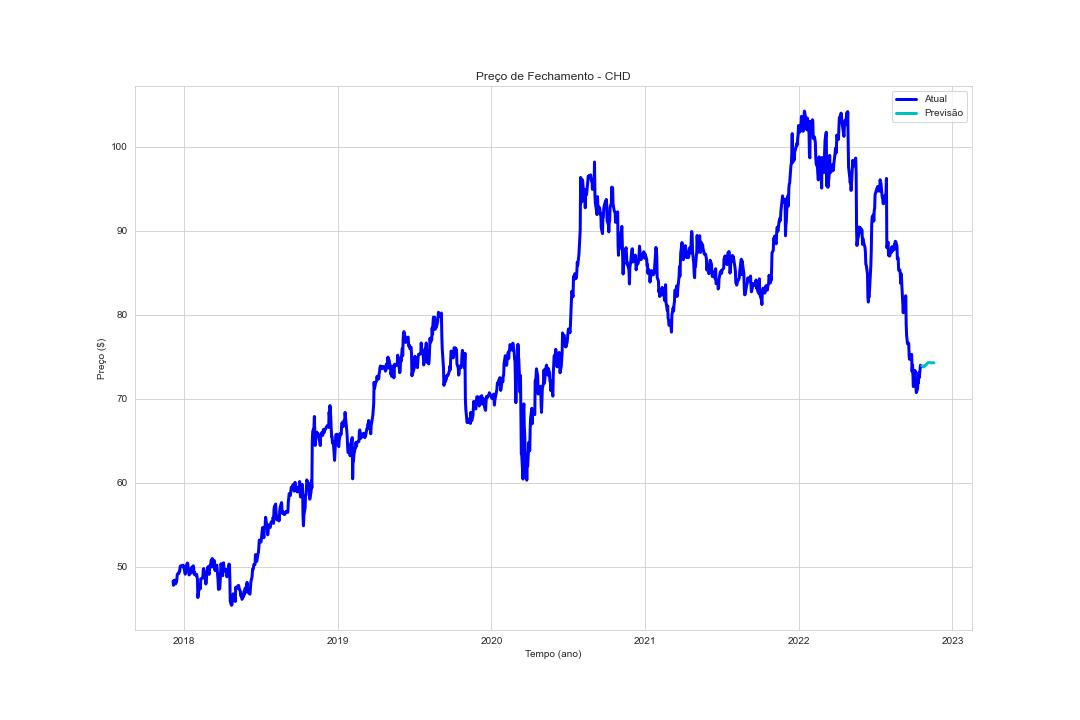 Preço de Fechamento - CHD
Atual
Previsão
Preço ($)
100
90
80
70
60
50
2018 2019 2020 2021 2022 2023
Tempo (ano)